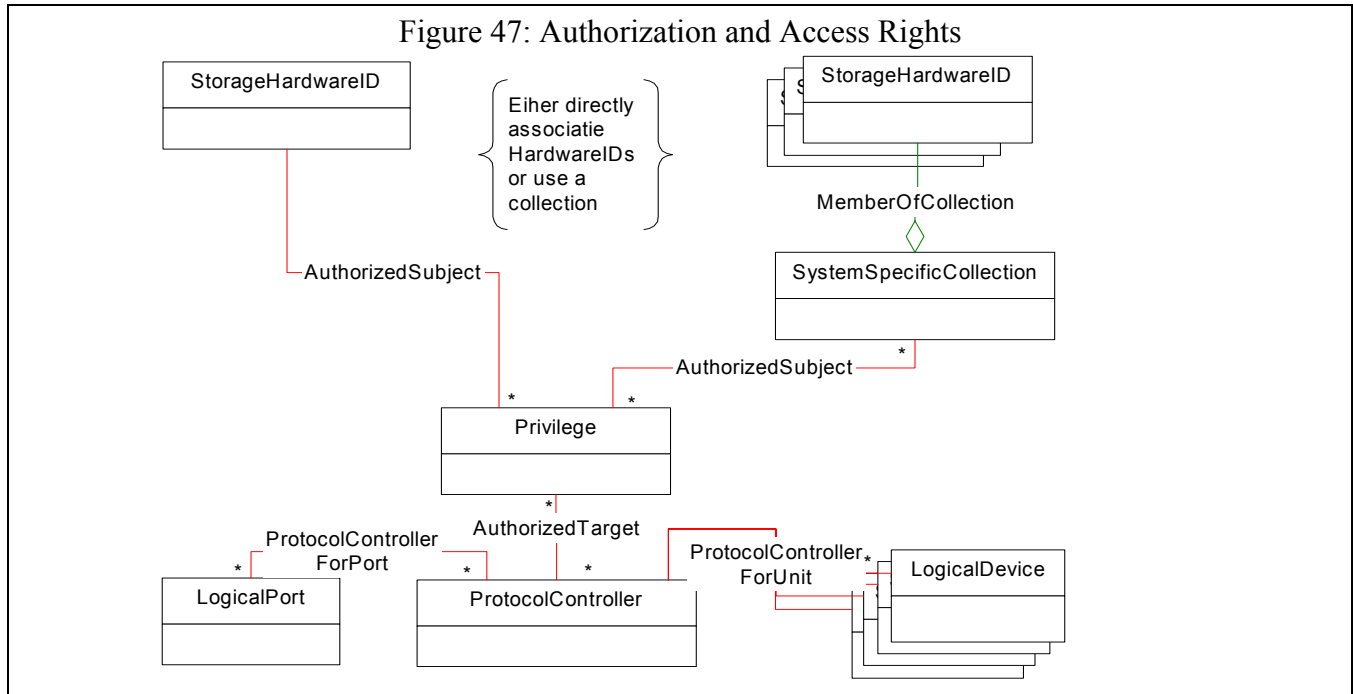 Figure 47: Authorization and Access Rights
StorageHardwareID
Eiher directly
associatie
HardwareIDs
or use a
collection
StorageHardwareID
S
S
MemberOfCollection
SystemSpecificCollection
*
AuthorizedSubject
AuthorizedSubject
*
*
Privilege
*
AuthorizedTarget
ProtocolController
ForPort
*
*
*
ProtocolController
ForUnit
*
LogicalPort
ProtocolController
LogicalDevice